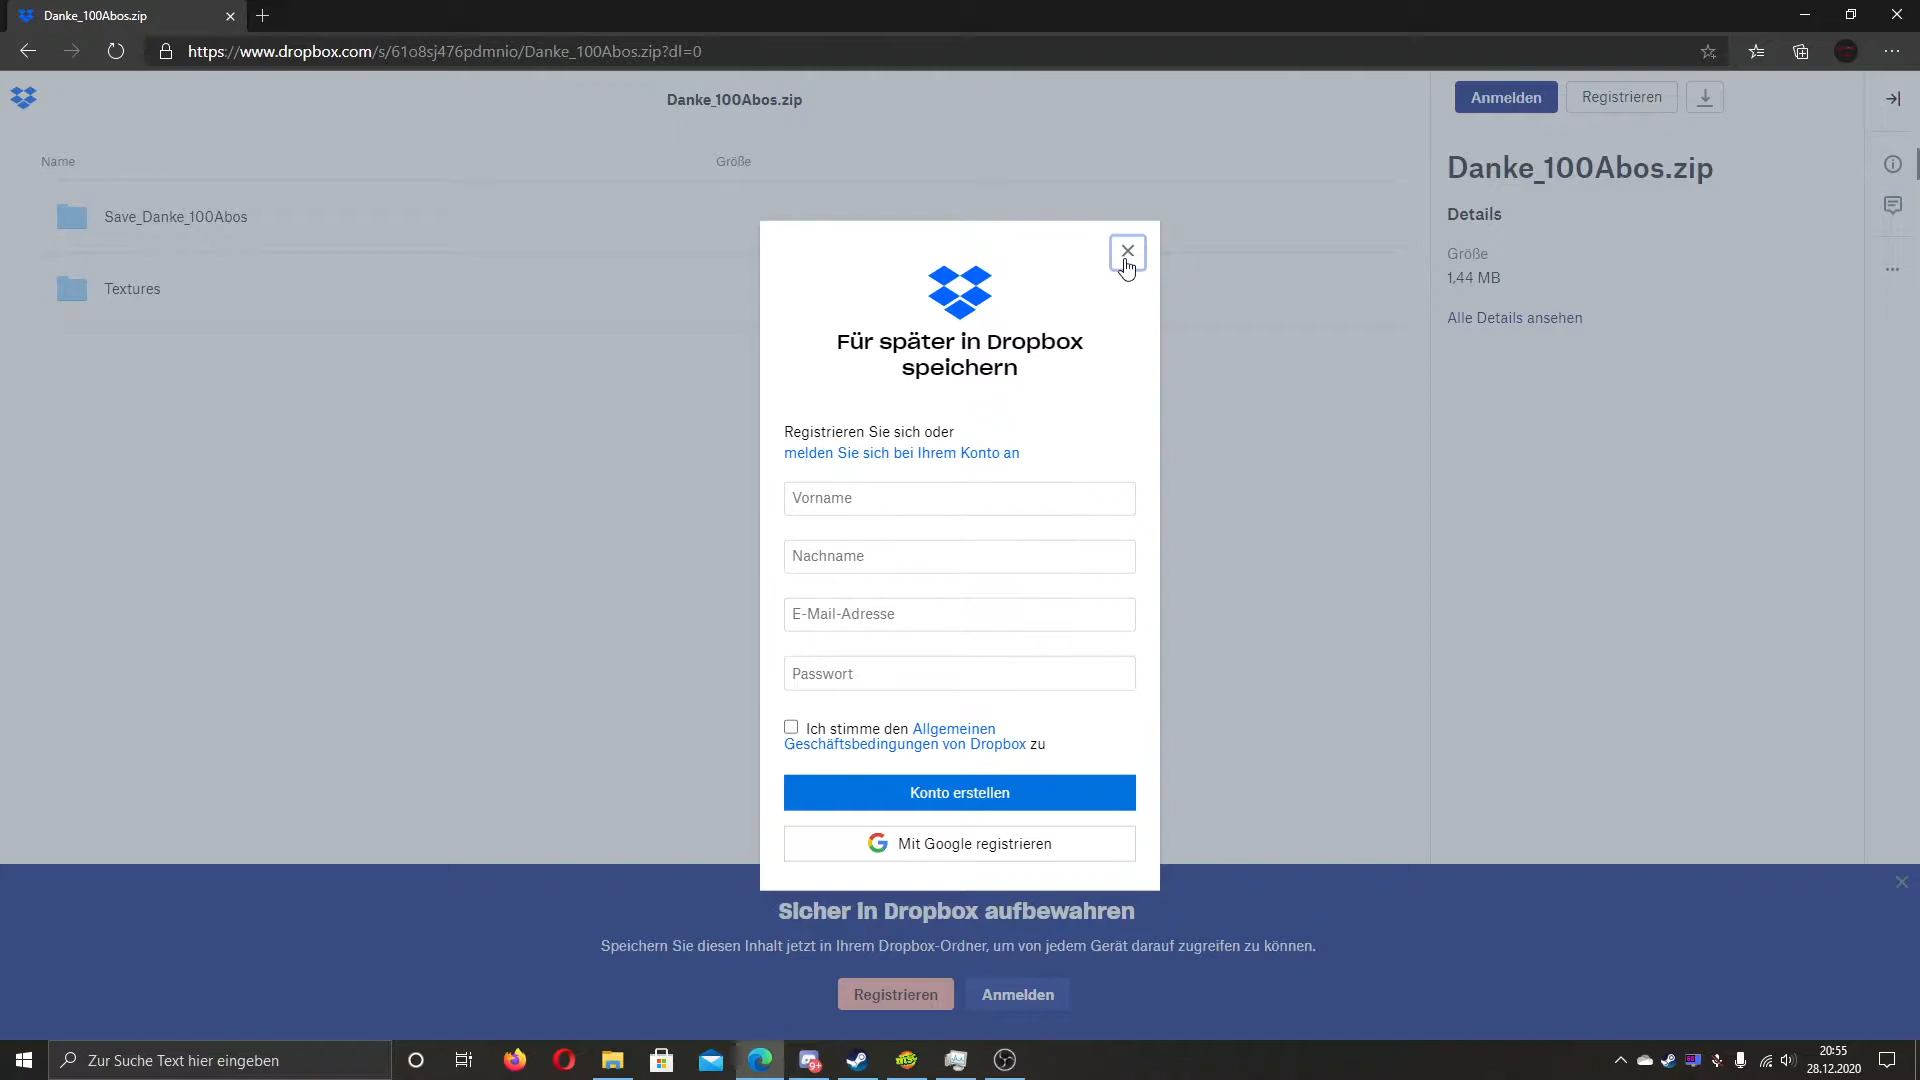 Danke_100Abos.zip
https://www.dropbox.com/s/61o8sj476pdmnio/Danke_100Abos.zip?dl=0
Danke_100Abos.zip
Anmelden
Registrieren
Name
Größe
Danke_100Abos.zip
Save_Danke_100Abos
Details
Größe
1,44 MB
Textures
Alle Details ansehen
Für später in Dropbox
speichern
Registrieren Sie sich oder
melden Sie sich bei Ihrem Konto an
Vorname
Nachname
E-Mail-Adresse
Passwort
Ich stimme den Allgemeinen
Geschäftsbedingungen von Dropbox zu
Konto erstellen
Mit Google registrieren
Sicher in Dropbox aufbewahren
Speichern Sie diesen Inhalt jetzt in Ihrem Dropbox-Ordner, um von jedem Gerät darauf zugreifen zu können.
Registrieren
Anmelden
Zur Suche Text hier eingeben
9+
20:55
28.12.2020